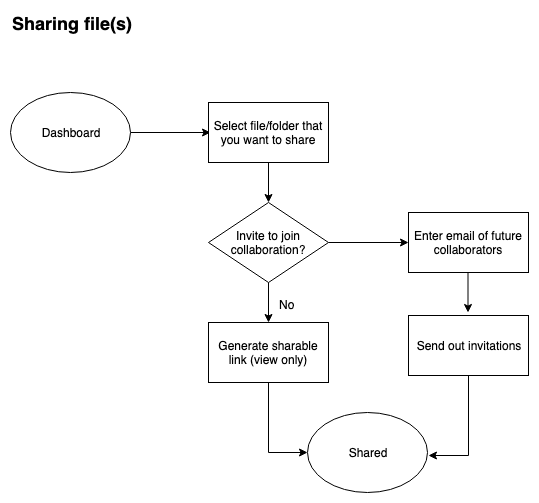 Sharing file(s)
Dashboard
Select file/folder that
you want to share
Invite to join
collaboration?
Enter email of future
collaborators
No
Generate sharable
link (view only)
Send out invitations
Shared